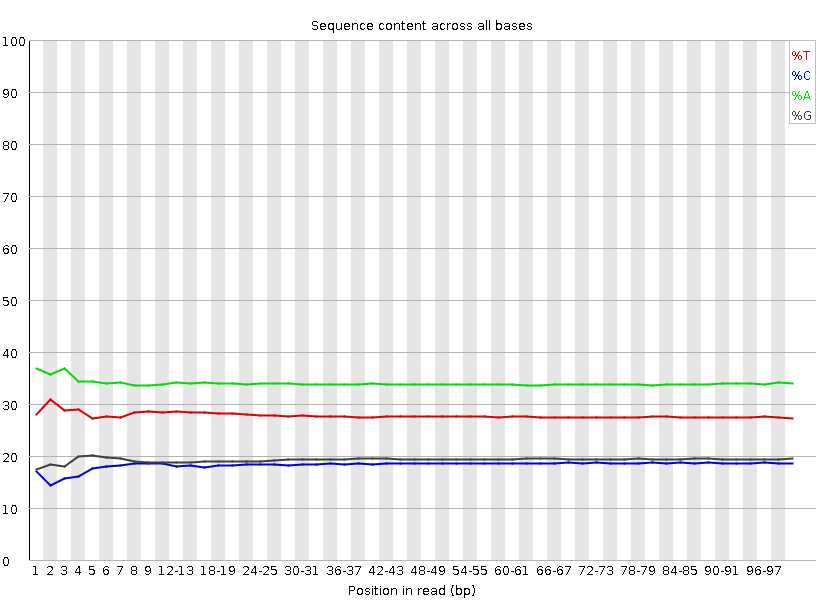 Sequence content across all bases
100
90
80
70
60
50
40
30
20
10
0
%T
%C
%A
%G
1 2 3 4 5 6 7 8 9 12-13 18-19 24-25 30-31 36-37 42-43 48-49 54-55 60-61 66-67 72-73 78-79 84-85 90-91 96-97
Position in read (bp)